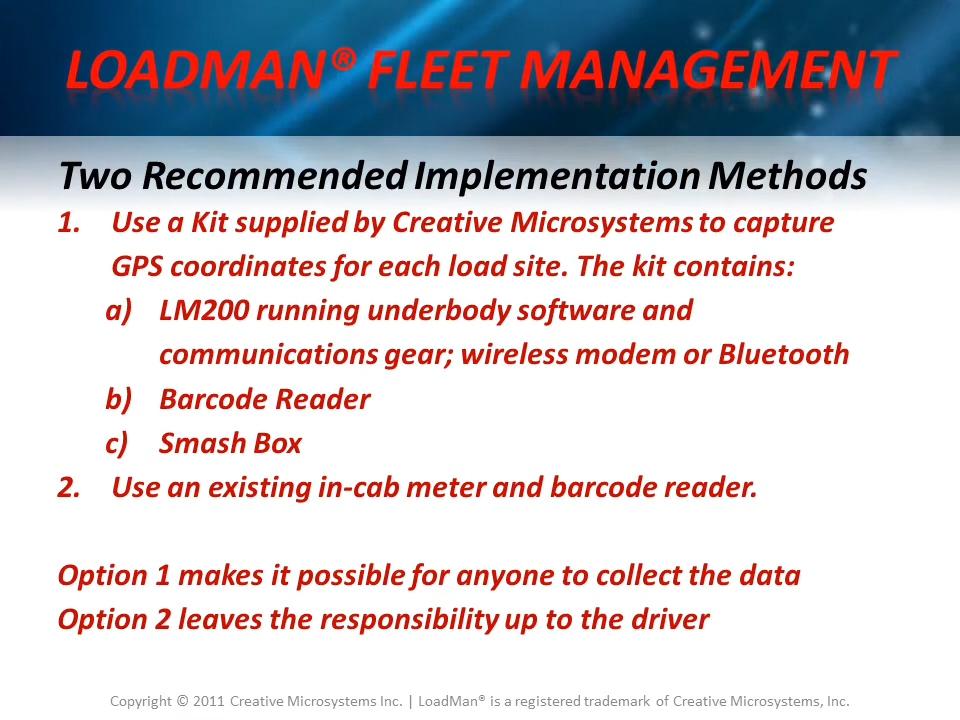 LOADMAN® FLEET MANAGEMENT
Two Recommended Implementation Methods
1. Use a Kit supplied by Creative Microsystems to capture
GPS coordinates for each load site. The kit contains:
a) LM200 running underbody software and
communications gear; wireless modem or Bluetooth
b) Barcode Reader
c) Smash Box
2. Use an existing in-cab meter and barcode reader.
Option 1 makes it possible for anyone to collect the data
Option 2 leaves the responsibility up to the driver
Copyright © 2011 Creative Microsystems Inc. | LoadMan® is a registered trademark of Creative Microsystems, Inc.